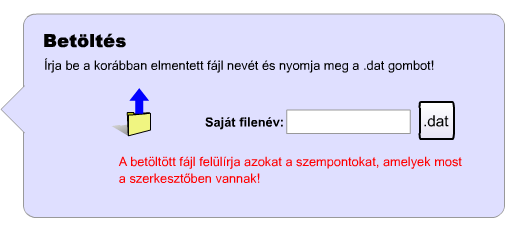 Betöltés
Írja be a korábban elmentett fájl nevét és nyomja meg a .dat gombot!
Saját filenév: .dat
A betöltött fájl felülírja azokat a szempontokat, amelyek most
a szerkesztőben vannak!